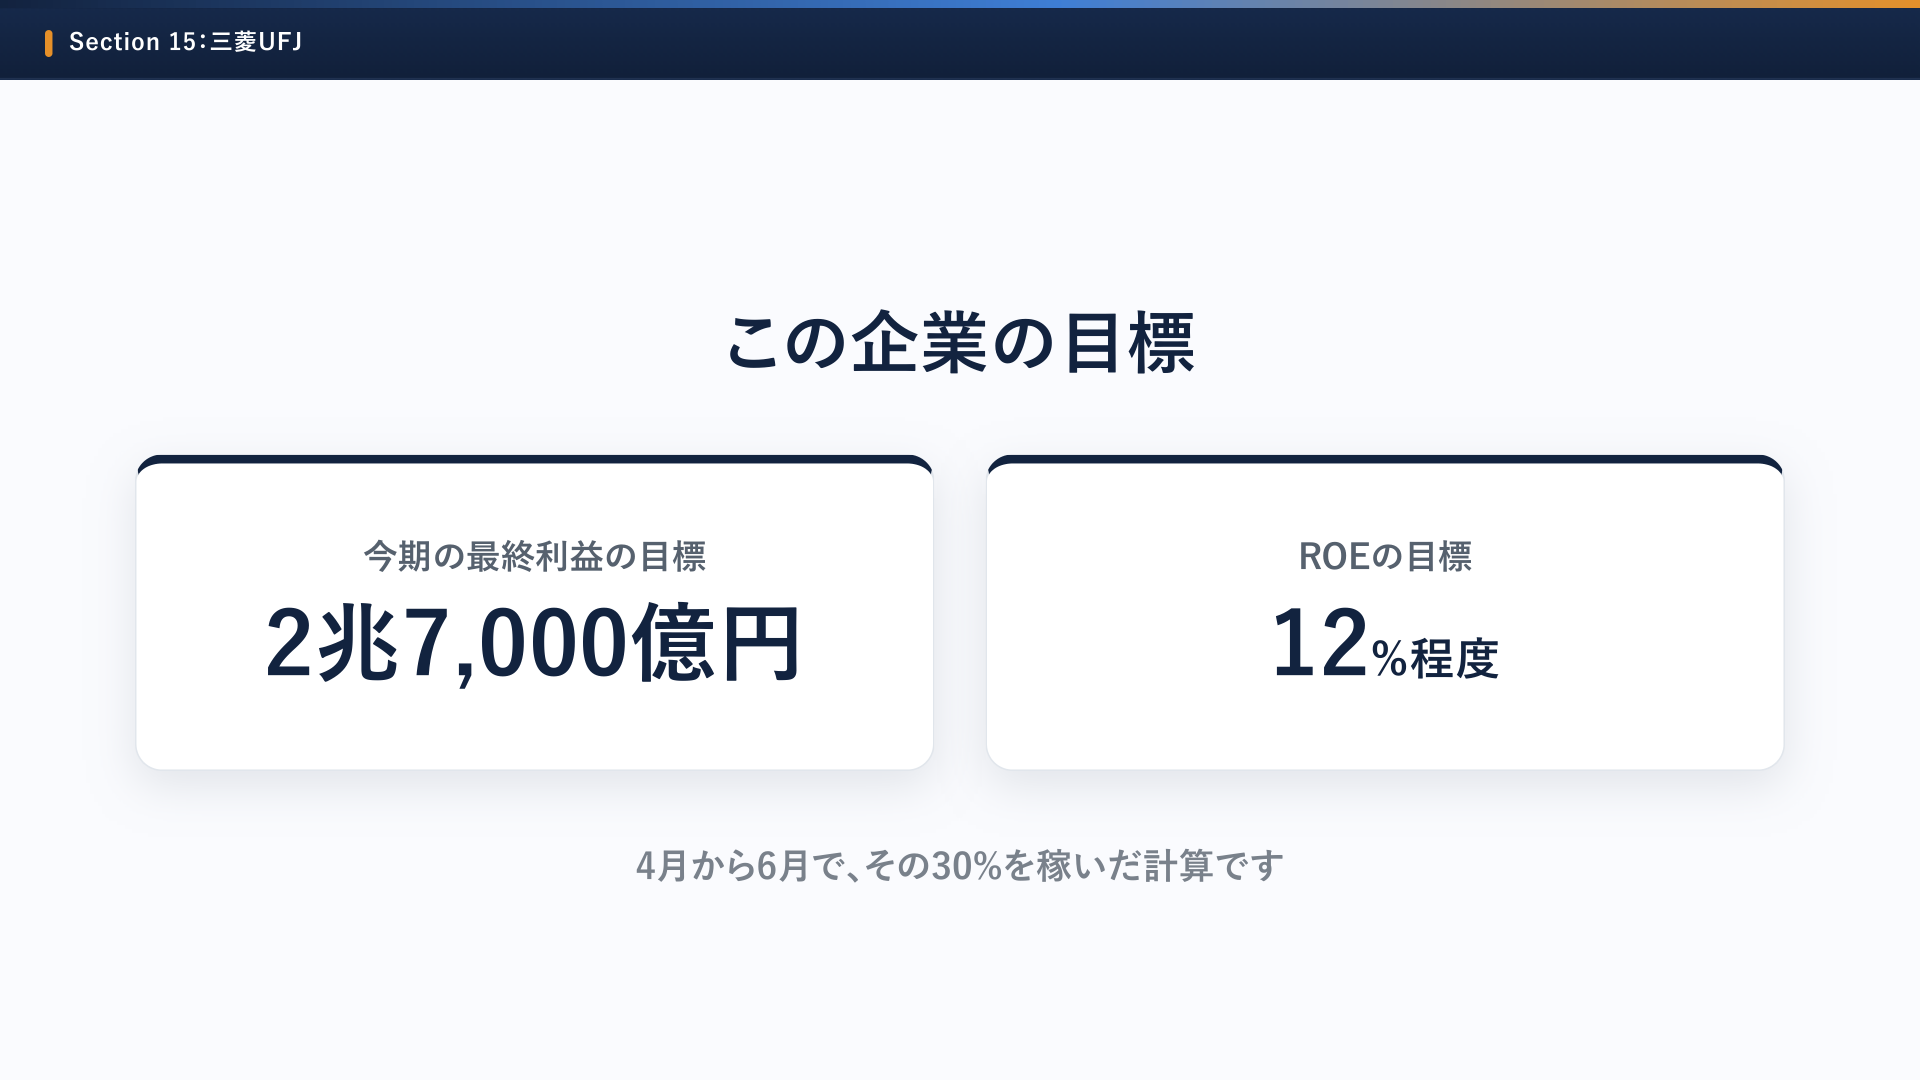 Section 15：三菱UFJ
この企業の目標
今期の最終利益の目標
2兆7,000億円
ROEの目標
12%程度
4月から6月で、その30%を稼いだ計算です